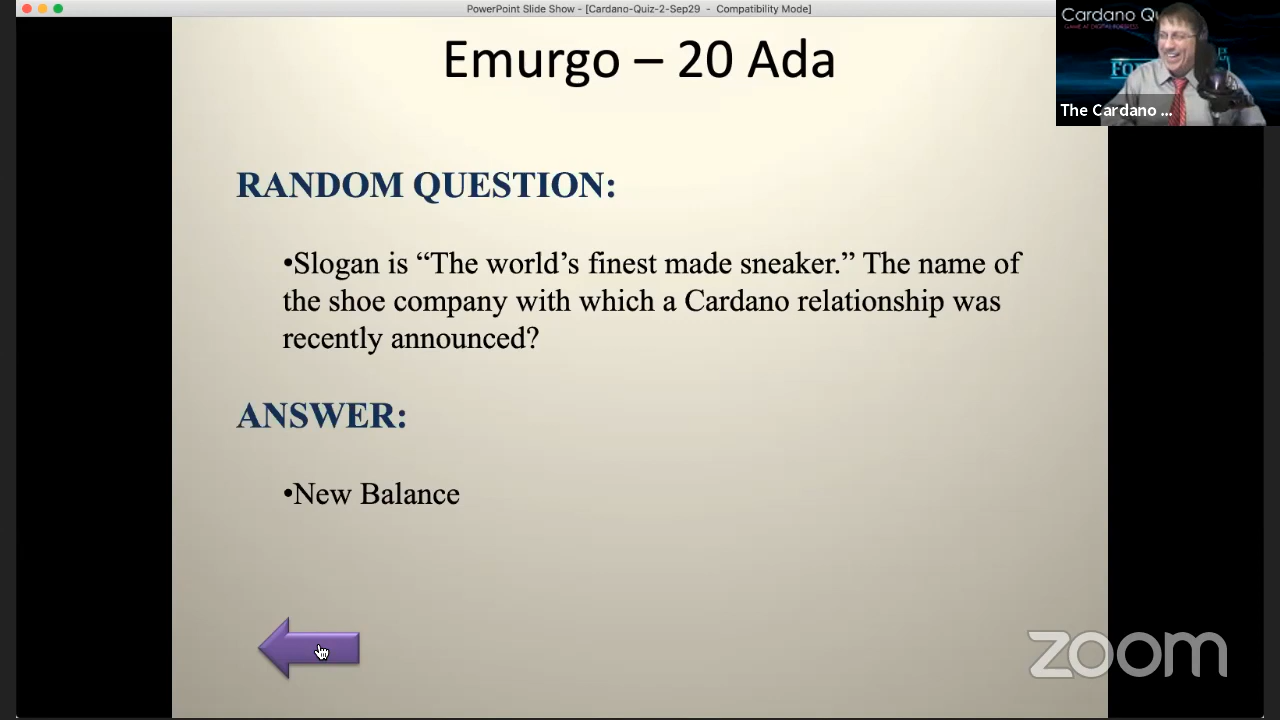 PowerPoint Slide Show - [Cardano-Quiz-2-Sep29 - Compatibility Mode]
Emurgo – 20 Ada
Cardano Qu
The Cardano ...
RANDOM QUESTION:
•Slogan is “The world’s finest made sneaker.” The name of
the shoe company with which a Cardano relationship was
recently announced?
ANSWER:
•New Balance
zoom